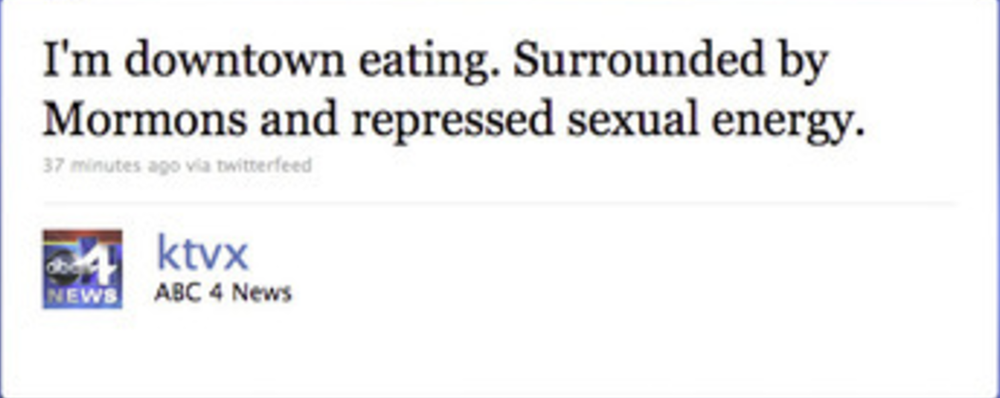 I'm downtown eating. Surrounded by
Mormons and repressed sexual energy.
37 minutes ago via twitterfeed
abc 4
NEWS
ktvx
ABC 4 News